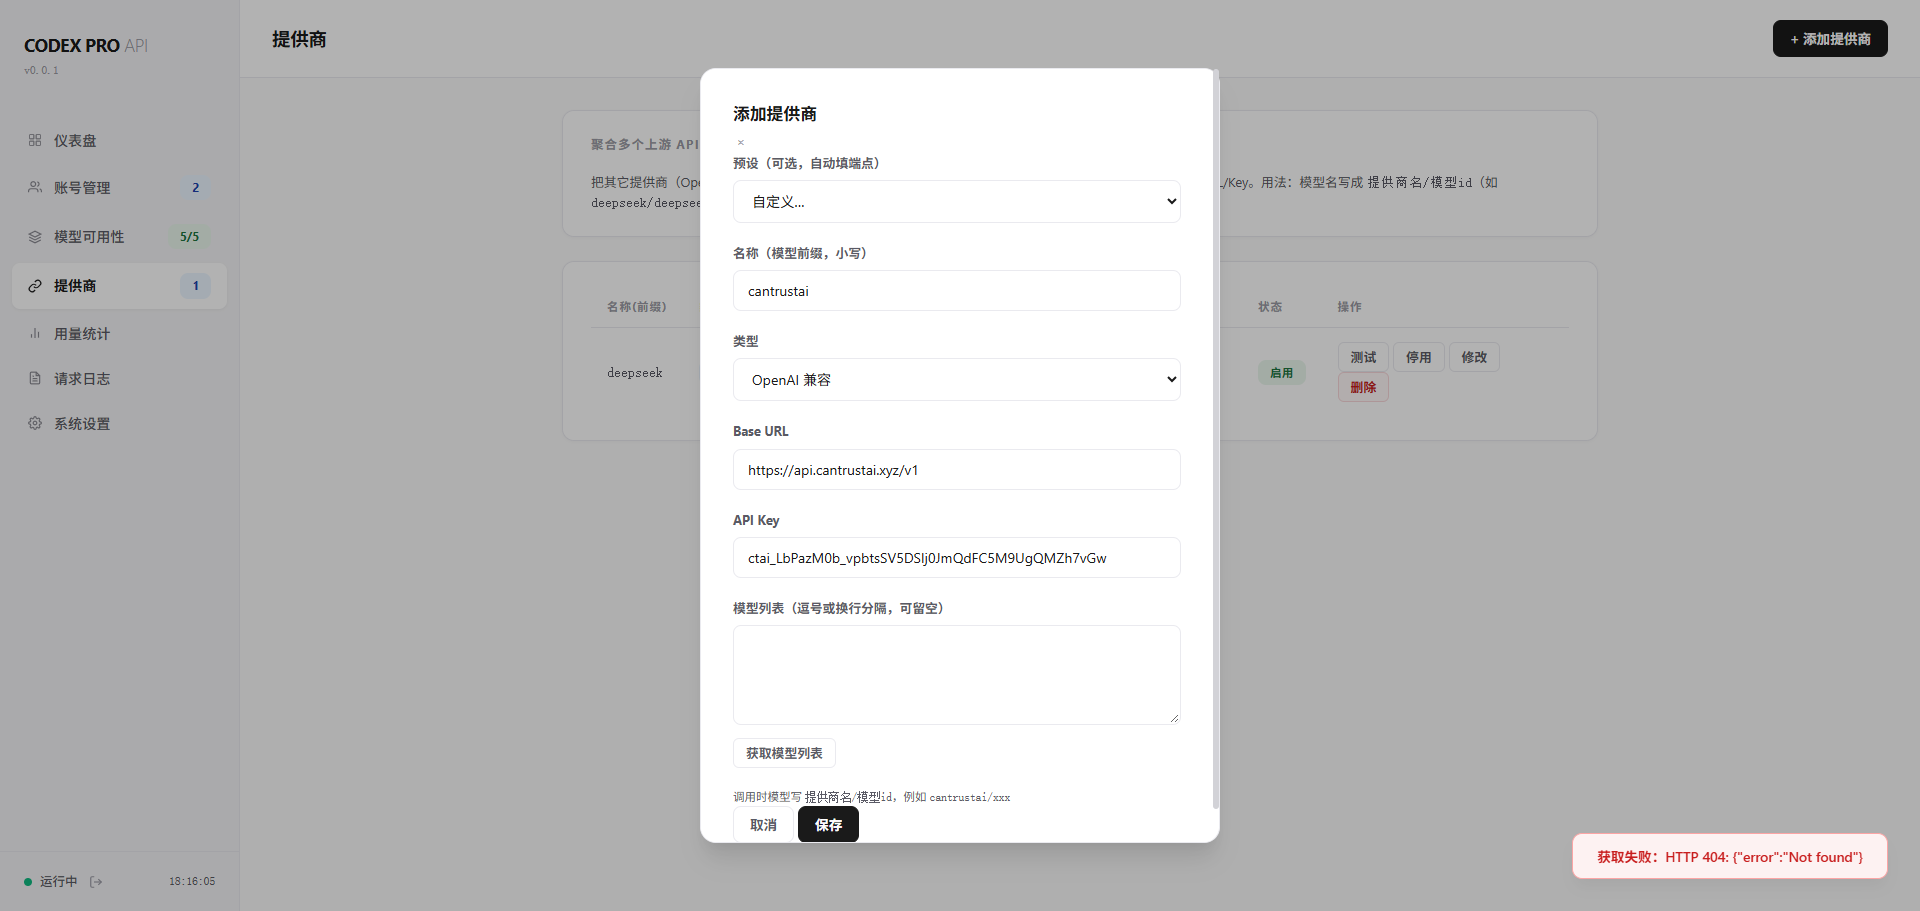 CODEX PRO API
v0.0.1
仪表盘
账号管理 2
模型可用性 5/5
提供商 1
用量统计
请求日志
系统设置
运行中 18:16:05
提供商
+ 添加提供商
聚合多个上游 API
把其它提供商（Ope
/Key。用法：模型名写成 提供商名/模型id（如
deepseek/deepsee
名称(前缀) 状态 操作
deepseek 启用 测试 停用 修改
删除
添加提供商
×
预设（可选，自动填端点）
自定义...
名称（模型前缀，小写）
cantrustai
类型
OpenAI 兼容
Base URL
https://api.cantrustai.xyz/v1
API Key
ctai_LbPazM0b_vpbtsSV5DSlj0JmQdFC5M9UgQMZh7vGw
模型列表（逗号或换行分隔，可留空）
获取模型列表
调用时模型写 提供商名/模型id，例如 cantrustai/xxx
取消 保存
获取失败：HTTP 404: {"error":"Not found"}